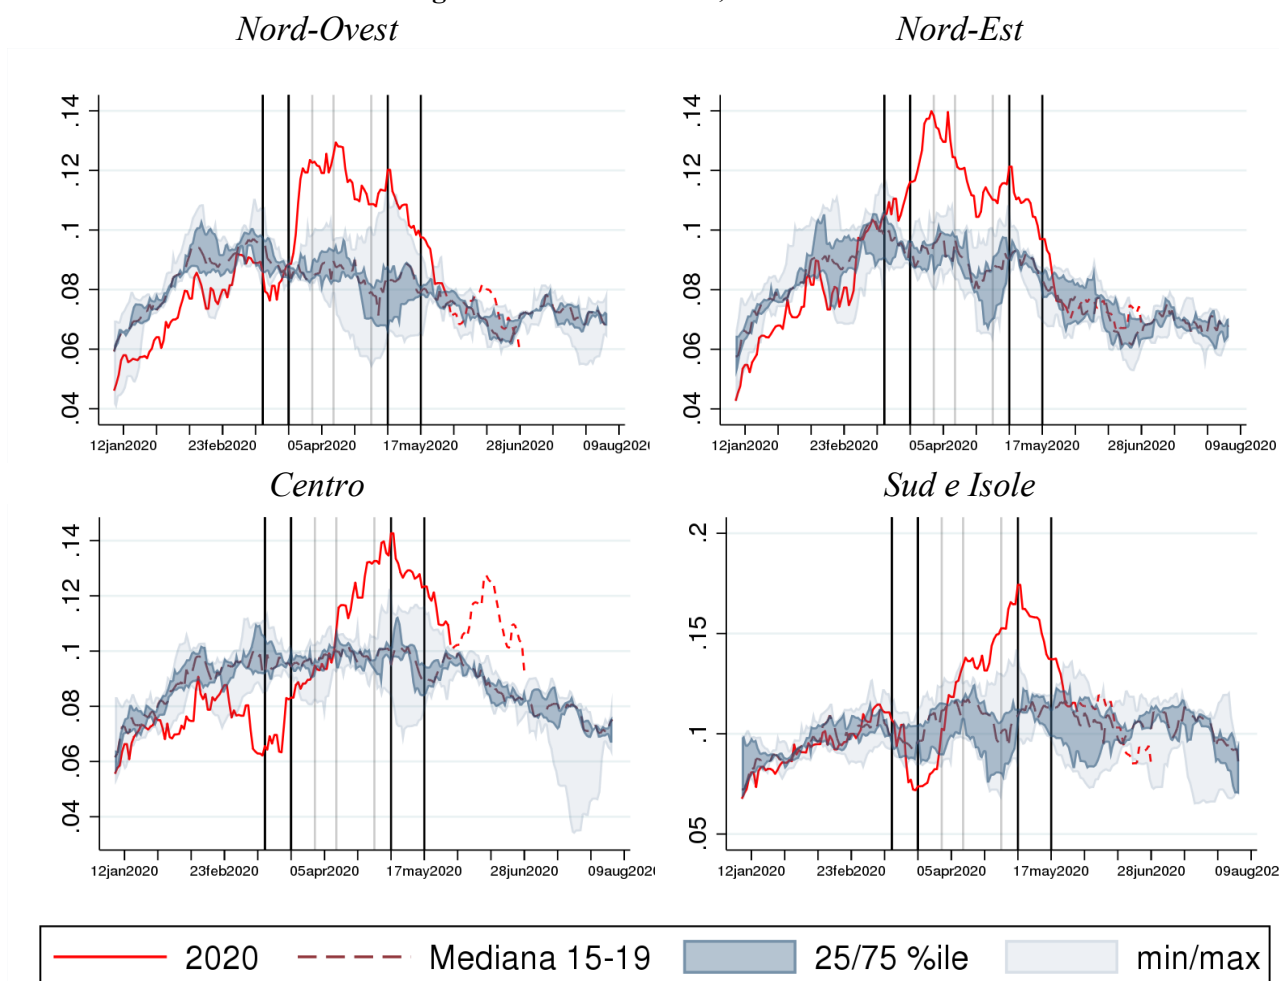 Nord-Ovest
Nord-Est
.14
.12
.1
.08
.06
.04
12jan2020 23feb2020 05apr2020 17may2020 28jun2020 09aug202
.14
.12
.1
.08
.06
.04
12jan2020 23feb2020 05apr2020 17may2020 28jun2020 09aug2020
Centro
Sud e Isole
.14
.12
.1
.08
.06
.04
12jan2020 23feb2020 05apr2020 17may2020 28jun2020 09aug202
.2
.15
.1
.05
12jan2020 23feb2020 05apr2020 17may2020 28jun2020 09aug202
2020 Mediana 15-19 25/75 %ile min/max